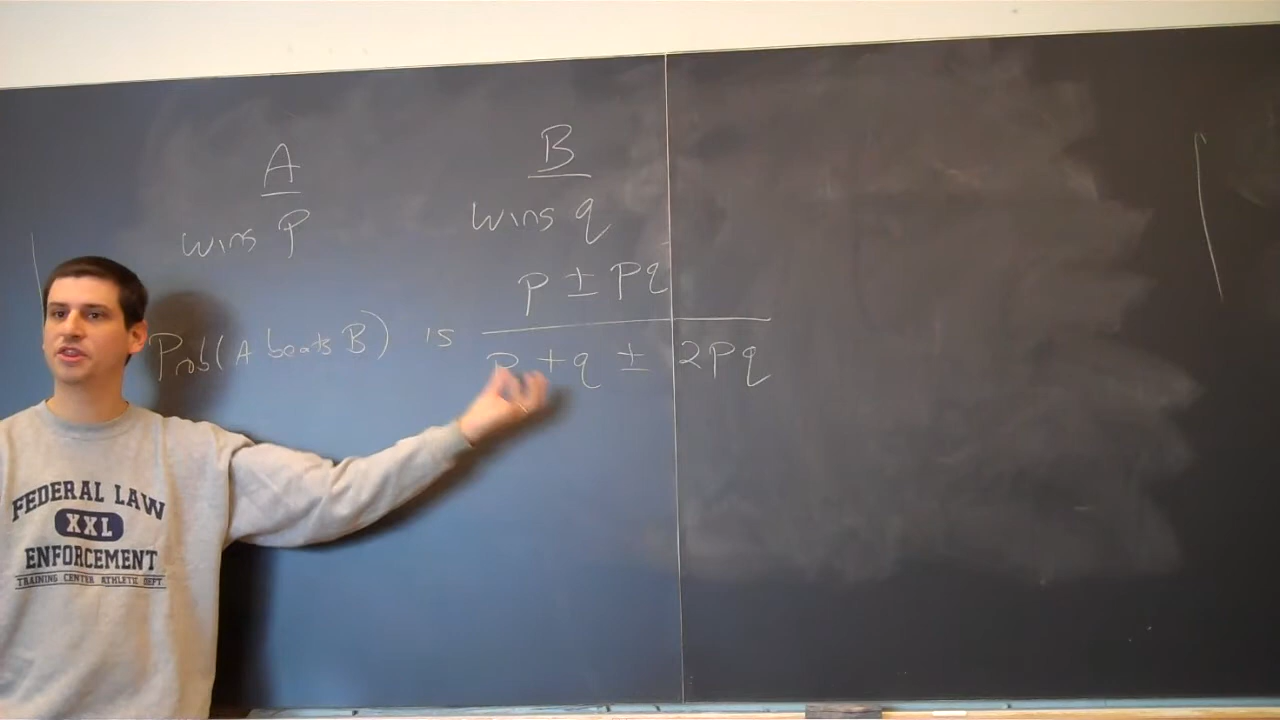 A B
wins p wins q
p ± pq
Prob(A beats B) is
p + q ± 2pq
FEDERAL LAW
XXL
ENFORCEMENT
TRAINING CENTER ATHLETIC DEPT